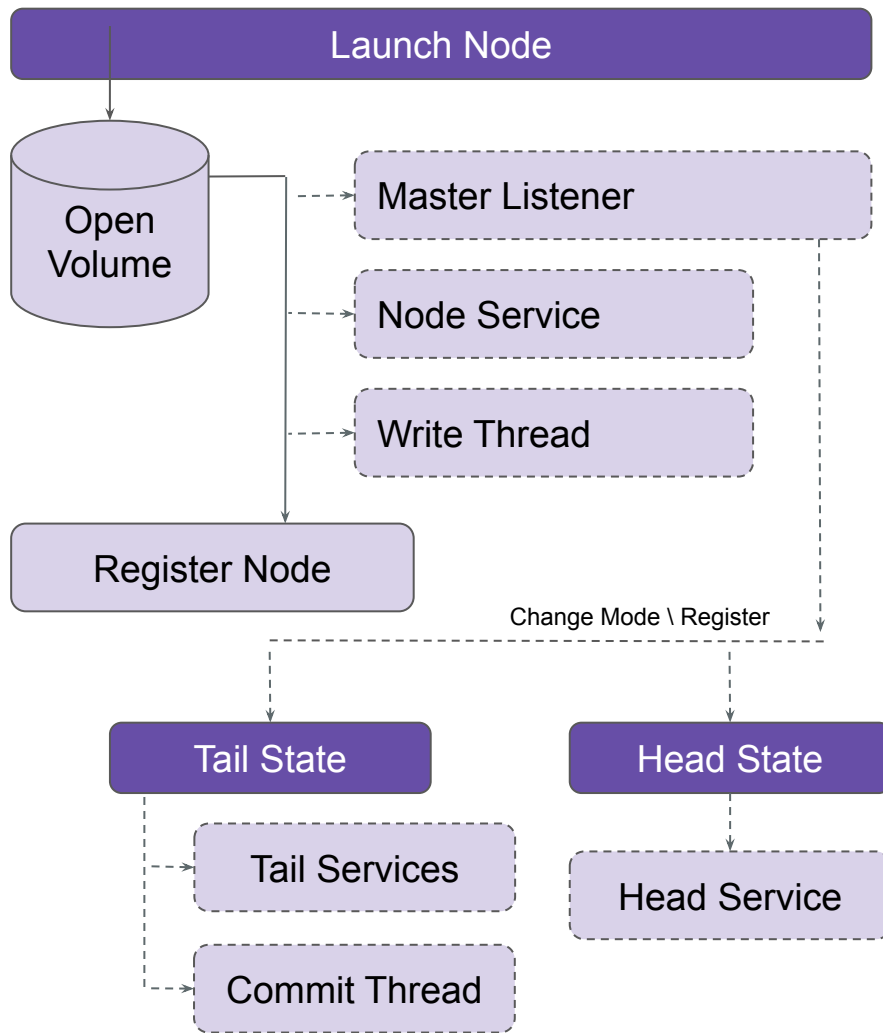 Launch Node
Open
Volume
Master Listener
Node Service
Write Thread
Register Node
Change Mode \ Register
Tail State
Head State
Tail Services
Head Service
Commit Thread